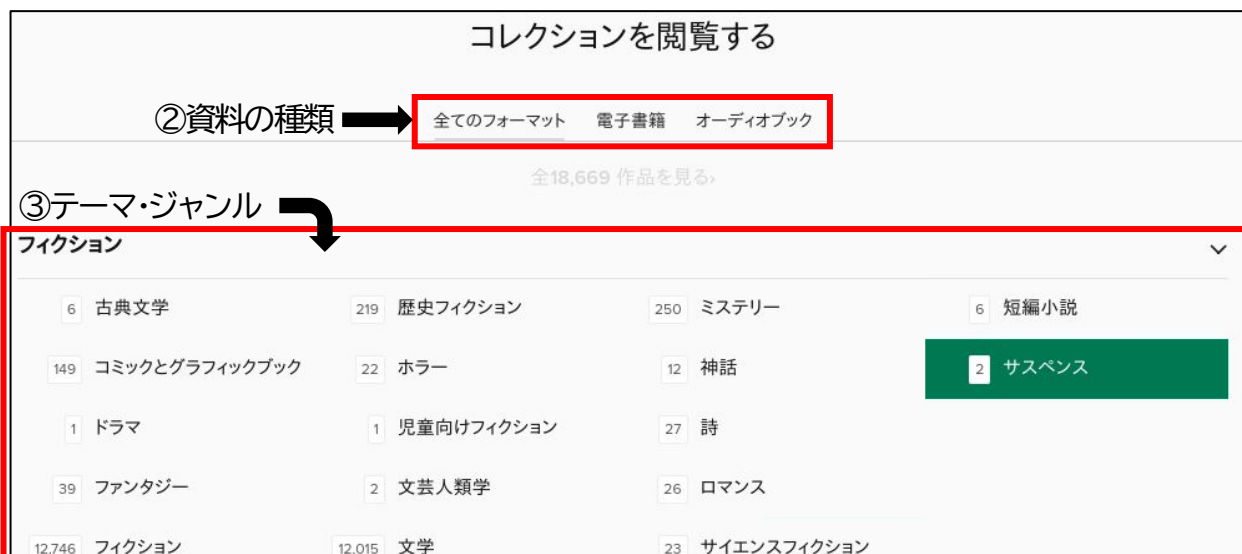 コレクションを閲覧する
②資料の種類
全てのフォーマット 電子書籍 オーディオブック
全18,669 作品を見る›
③テーマ・ジャンル
フィクション
6 古典文学 219 歴史フィクション 250 ミステリー 6 短編小説
149 コミックとグラフィックブック 22 ホラー 12 神話 2 サスペンス
1 ドラマ 1 児童向けフィクション 27 詩
39 ファンタジー 2 文芸人類学 26 ロマンス
12,746 フィクション 12,015 文学 23 サイエンスフィクション